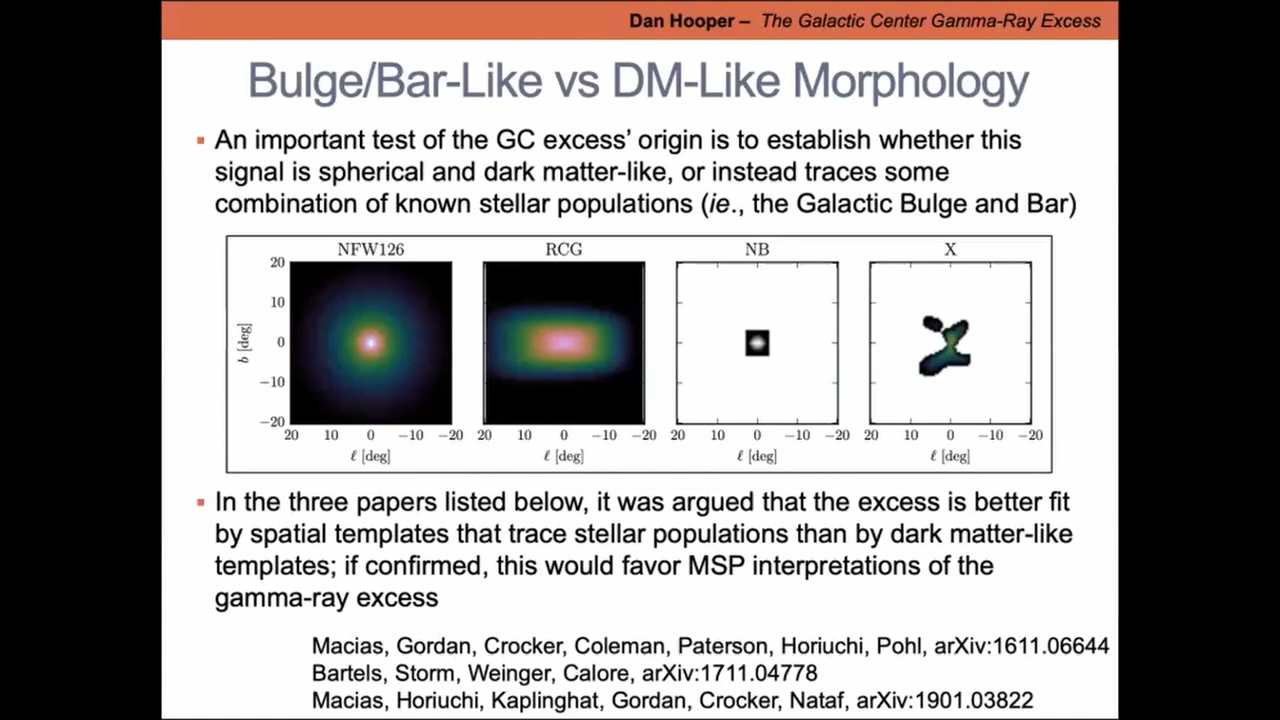 Dan Hooper – The Galactic Center Gamma-Ray Excess
Bulge/Bar-Like vs DM-Like Morphology
▪ An important test of the GC excess’ origin is to establish whether this
signal is spherical and dark matter-like, or instead traces some
combination of known stellar populations (ie., the Galactic Bulge and Bar)
NFW126 RCG NB X
20
10
0
−10
−20
b [deg]
20 10 0 −10 −20 20 10 0 −10 −20 20 10 0 −10 −20 20 10 0 −10 −20
ℓ [deg] ℓ [deg] ℓ [deg] ℓ [deg]
▪ In the three papers listed below, it was argued that the excess is better fit
by spatial templates that trace stellar populations than by dark matter-like
templates; if confirmed, this would favor MSP interpretations of the
gamma-ray excess
Macias, Gordan, Crocker, Coleman, Paterson, Horiuchi, Pohl, arXiv:1611.06644
Bartels, Storm, Weinger, Calore, arXiv:1711.04778
Macias, Horiuchi, Kaplinghat, Gordan, Crocker, Nataf, arXiv:1901.03822